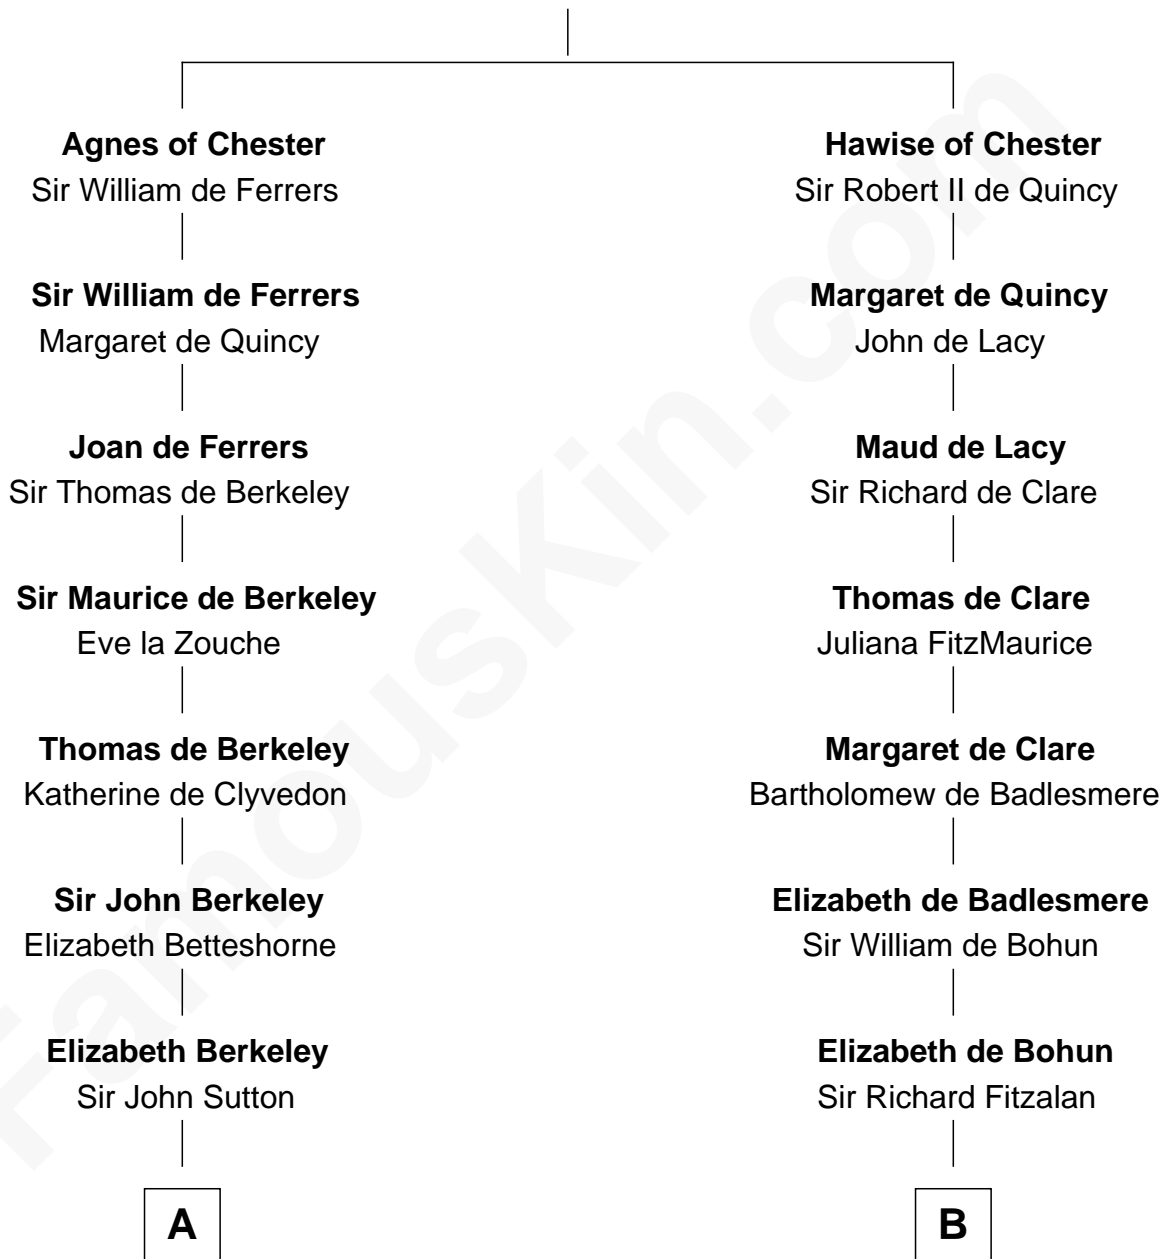 Agnes of Chester
Sir William de Ferrers
Hawise of Chester
Sir Robert II de Quincy
Sir William de Ferrers
Margaret de Quincy
Margaret de Quincy
John de Lacy
Joan de Ferrers
Sir Thomas de Berkeley
Maud de Lacy
Sir Richard de Clare
Sir Maurice de Berkeley
Eve la Zouche
Thomas de Clare
Juliana FitzMaurice
Thomas de Berkeley
Katherine de Clyvedon
Margaret de Clare
Bartholomew de Badlesmere
Sir John Berkeley
Elizabeth Betteshorne
Elizabeth de Badlesmere
Sir William de Bohun
Elizabeth Berkeley
Sir John Sutton
Elizabeth de Bohun
Sir Richard Fitzalan
A
B
FamousKin.com